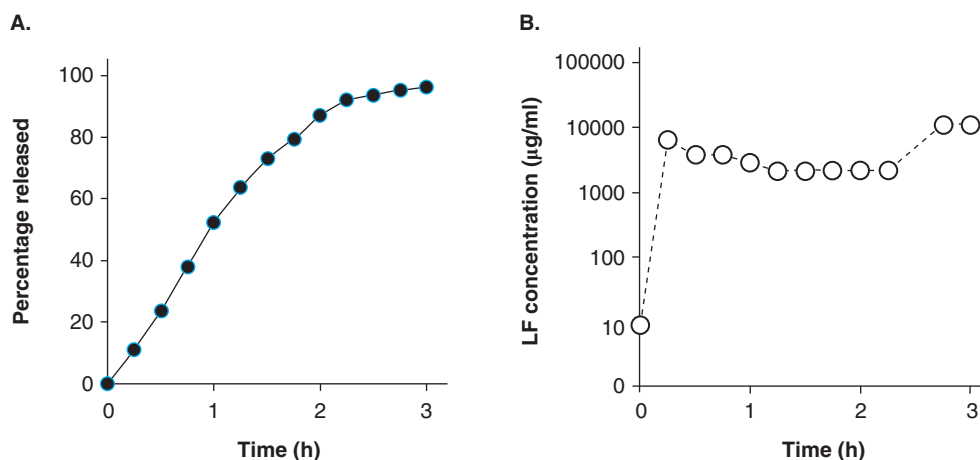 A.
Percentage released
100
80
60
40
20
0
0 1 2 3
Time (h)
B.
LF concentration (µg/ml)
100000
10000
1000
100
10
0
0 1 2 3
Time (h)